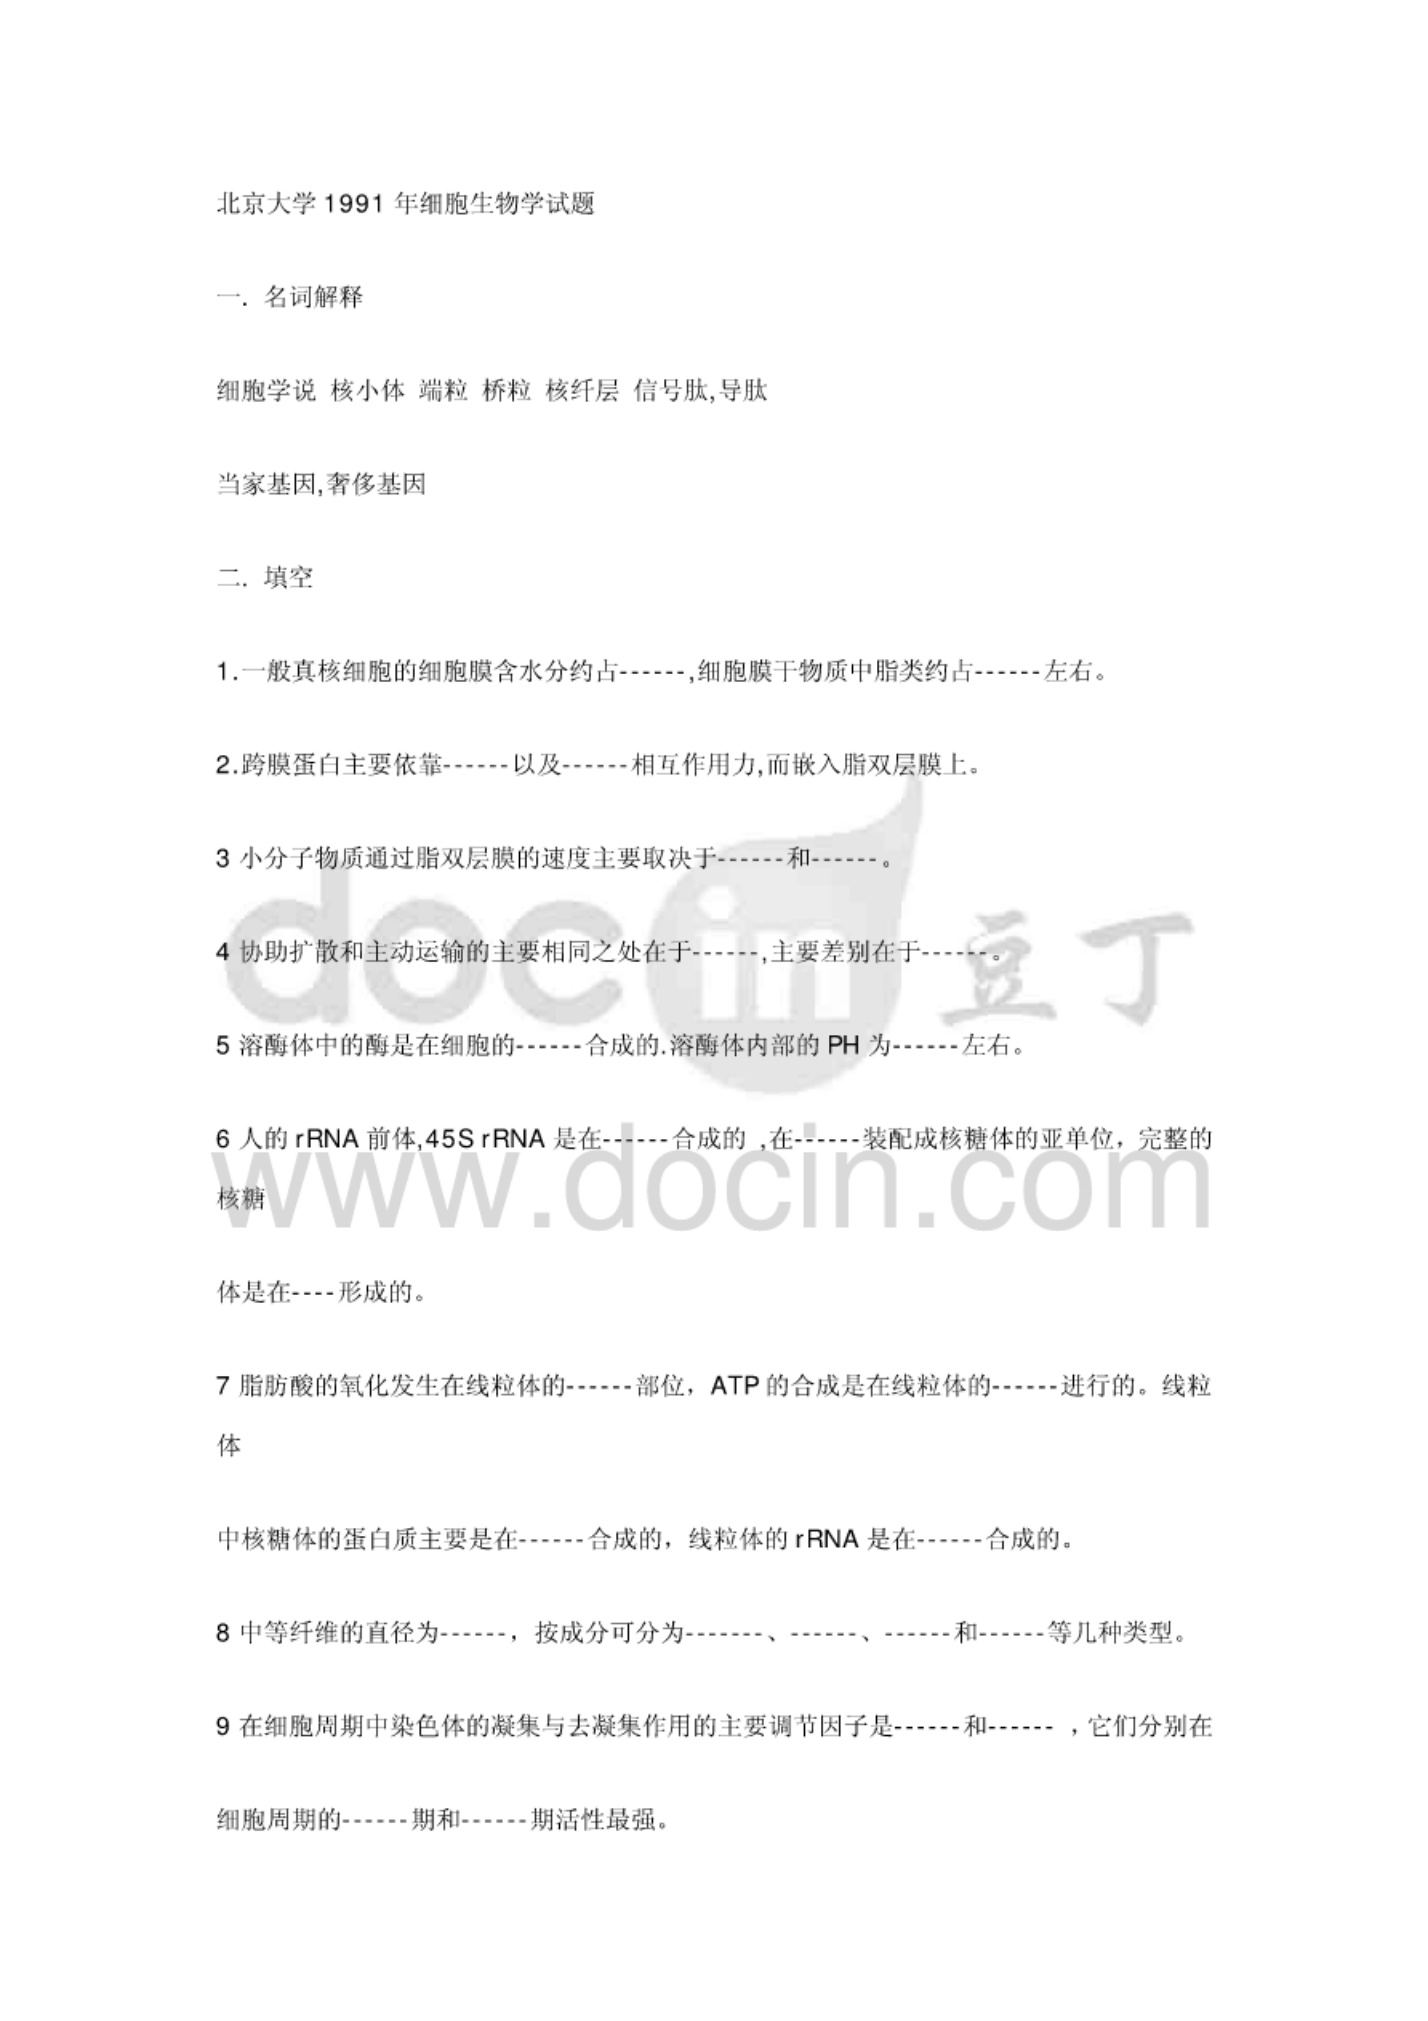 北京大学1991 年细胞生物学试题
一. 名词解释
细胞学说 核小体 端粒 桥粒 核纤层 信号肽,导肽
当家基因,奢侈基因
二. 填空
1.一般真核细胞的细胞膜含水分约占------,细胞膜干物质中脂类约占------左右。
2.跨膜蛋白主要依靠------以及------相互作用力,而嵌入脂双层膜上。
3 小分子物质通过脂双层膜的速度主要取决于------和------。
4 协助扩散和主动运输的主要相同之处在于------,主要差别在于------。
docin 豆丁
5 溶酶体中的酶是在细胞的------合成的.溶酶体内部的 PH 为------左右。
6 人的 rRNA 前体,45S rRNA 是在------合成的 ,在------装配成核糖体的亚单位，完整的
核糖
www.docin.com
体是在----形成的。
7 脂肪酸的氧化发生在线粒体的------部位，ATP 的合成是在线粒体的------进行的。线粒
体
中核糖体的蛋白质主要是在------合成的，线粒体的 rRNA 是在------合成的。
8 中等纤维的直径为------，按成分可分为-------、------、------和------等几种类型。
9 在细胞周期中染色体的凝集与去凝集作用的主要调节因子是------和------ ，它们分别在
细胞周期的------期和------期活性最强。